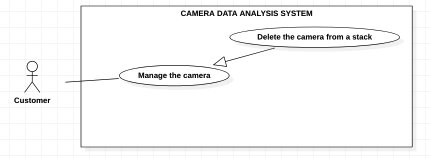 CAMERA DATA ANALYSIS SYSTEM
Delete the camera from a stack
Manage the camera
Customer